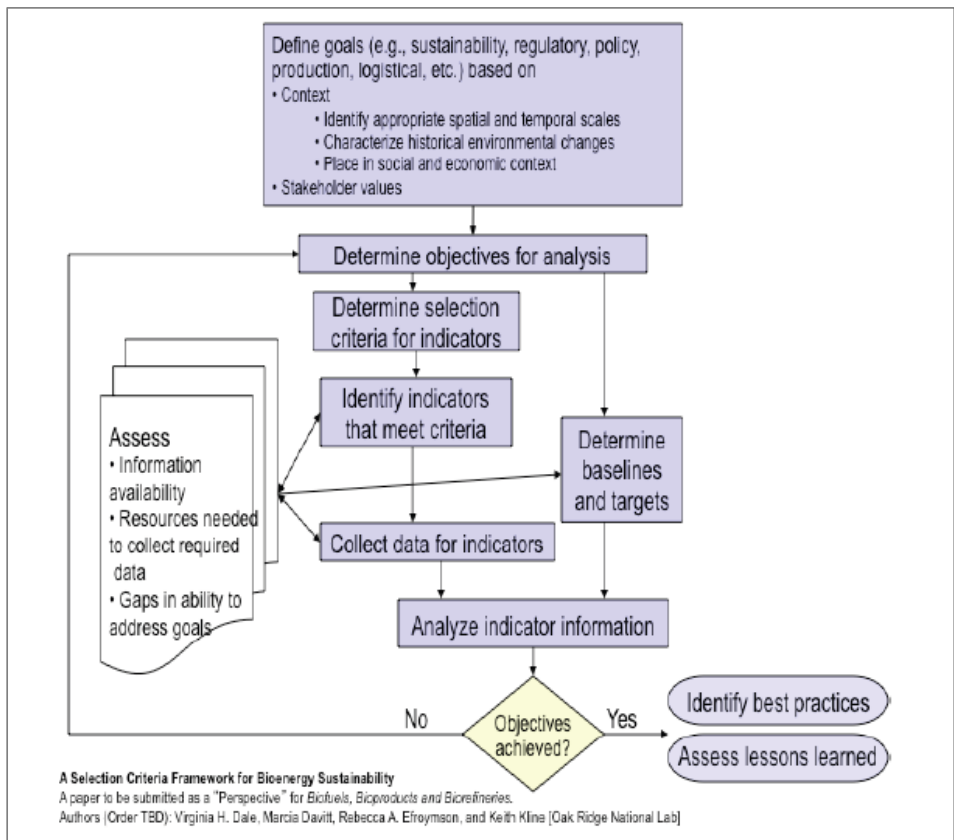 Define goals (e.g., sustainability, regulatory, policy,
production, logistical, etc.) based on
• Context
• Identify appropriate spatial and temporal scales
• Characterize historical environmental changes
• Place in social and economic context
• Stakeholder values
Determine objectives for analysis
Determine selection
criteria for indicators
Identify indicators
that meet criteria
Assess
• Information
availability
• Resources needed
to collect required
data
• Gaps in ability to
address goals
Determine
baselines
and targets
Collect data for indicators
Analyze indicator information
No
Objectives
achieved?
Yes
Identify best practices
Assess lessons learned
A Selection Criteria Framework for Bioenergy Sustainability
A paper to be submitted as a "Perspective" for Biofuels, Bioproducts and Biorefineries.
Authors (Order TBD): Virginia H. Dale, Marcia Davitt, Rebecca A. Efroymson, and Keith Kline [Oak Ridge National Lab]